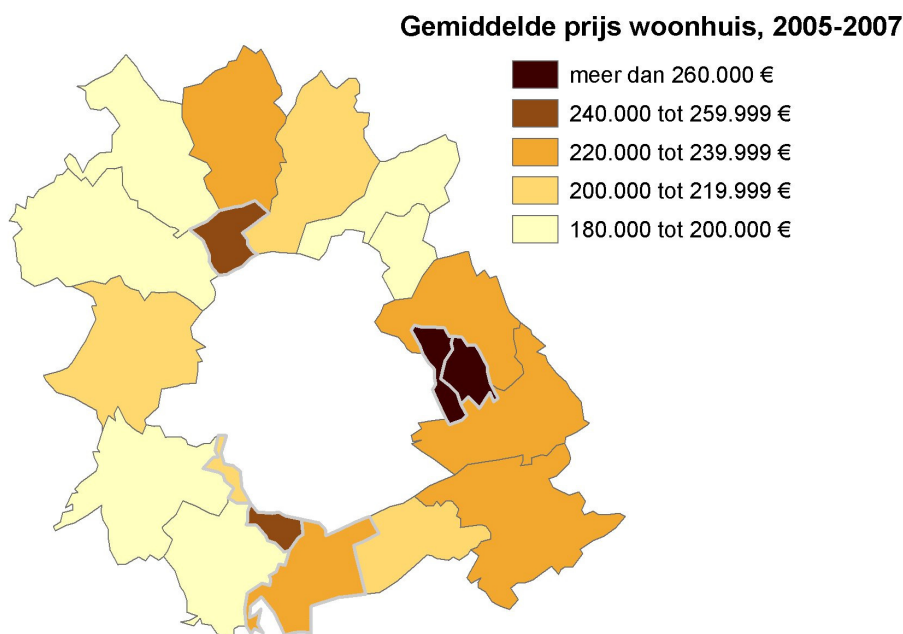 Gemiddelde prijs woonhuis, 2005-2007
meer dan 260.000 €
240.000 tot 259.999 €
220.000 tot 239.999 €
200.000 tot 219.999 €
180.000 tot 200.000 €